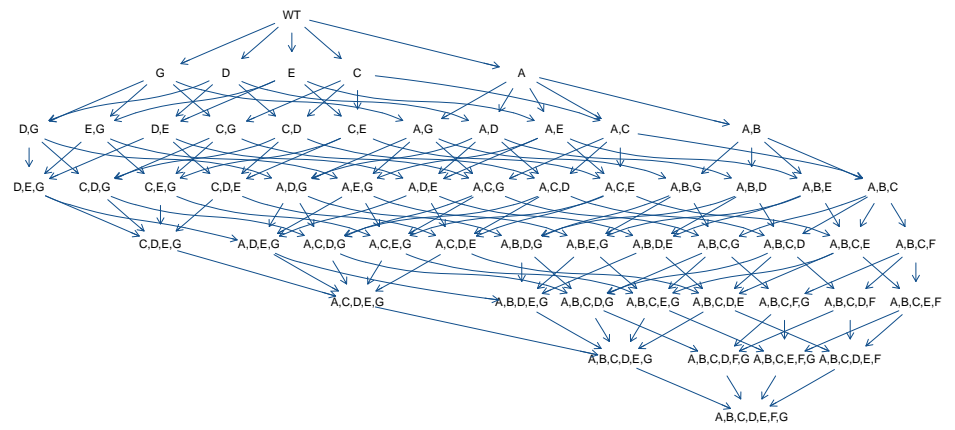 WT
G D E C A
D,G E,G D,E C,G C,D C,E A,G A,D A,E A,C A,B
D,E,G C,D,G C,E,G C,D,E A,D,G A,E,G A,D,E A,C,G A,C,D A,C,E A,B,G A,B,D A,B,E A,B,C
C,D,E,G A,D,E,G A,C,D,G A,C,E,G A,C,D,E A,B,D,G A,B,E,G A,B,D,E A,B,C,G A,B,C,D A,B,C,E A,B,C,F
A,C,D,E,G A,B,D,E,G A,B,C,D,G A,B,C,E,G A,B,C,D,E A,B,C,F,G A,B,C,D,F A,B,C,E,F
A,B,C,D,E,G A,B,C,D,F,G A,B,C,E,F,G A,B,C,D,E,F
A,B,C,D,E,F,G